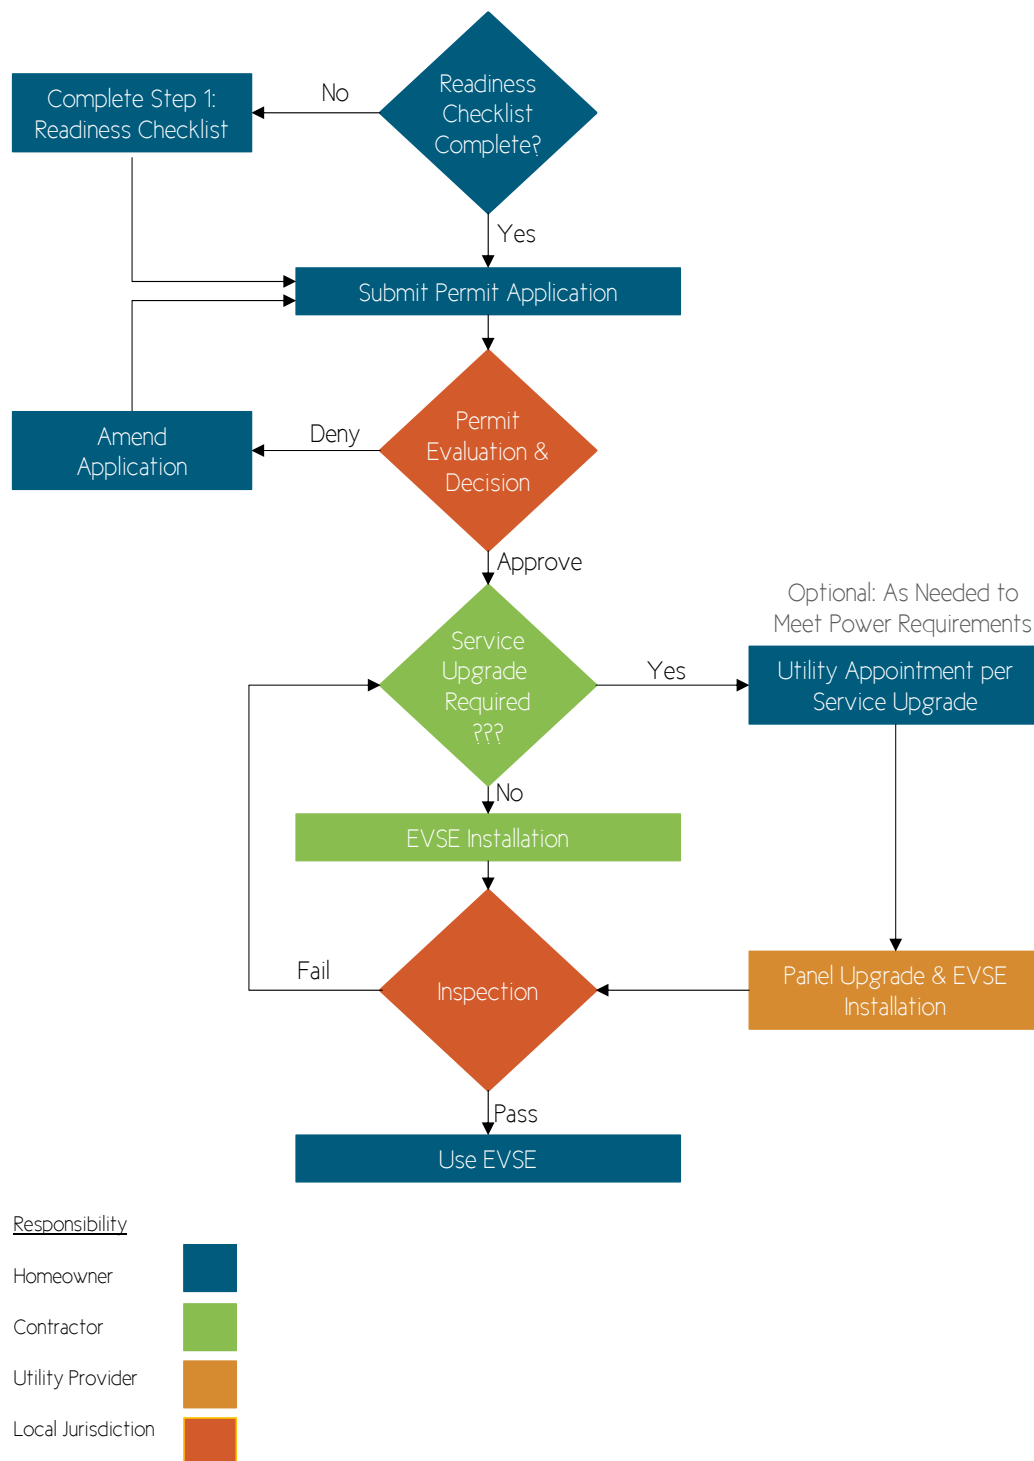 Readiness
Checklist
Complete?
No
Complete Step 1:
Readiness Checklist
Yes
Submit Permit Application
Permit
Evaluation &
Decision
Deny
Amend
Application
Approve
Service
Upgrade
Required
???
Yes
Optional: As Needed to
Meet Power Requirements
Utility Appointment per
Service Upgrade
No
EVSE Installation
Panel Upgrade & EVSE
Installation
Inspection
Fail
Pass
Use EVSE
Responsibility
Homeowner
Contractor
Utility Provider
Local Jurisdiction